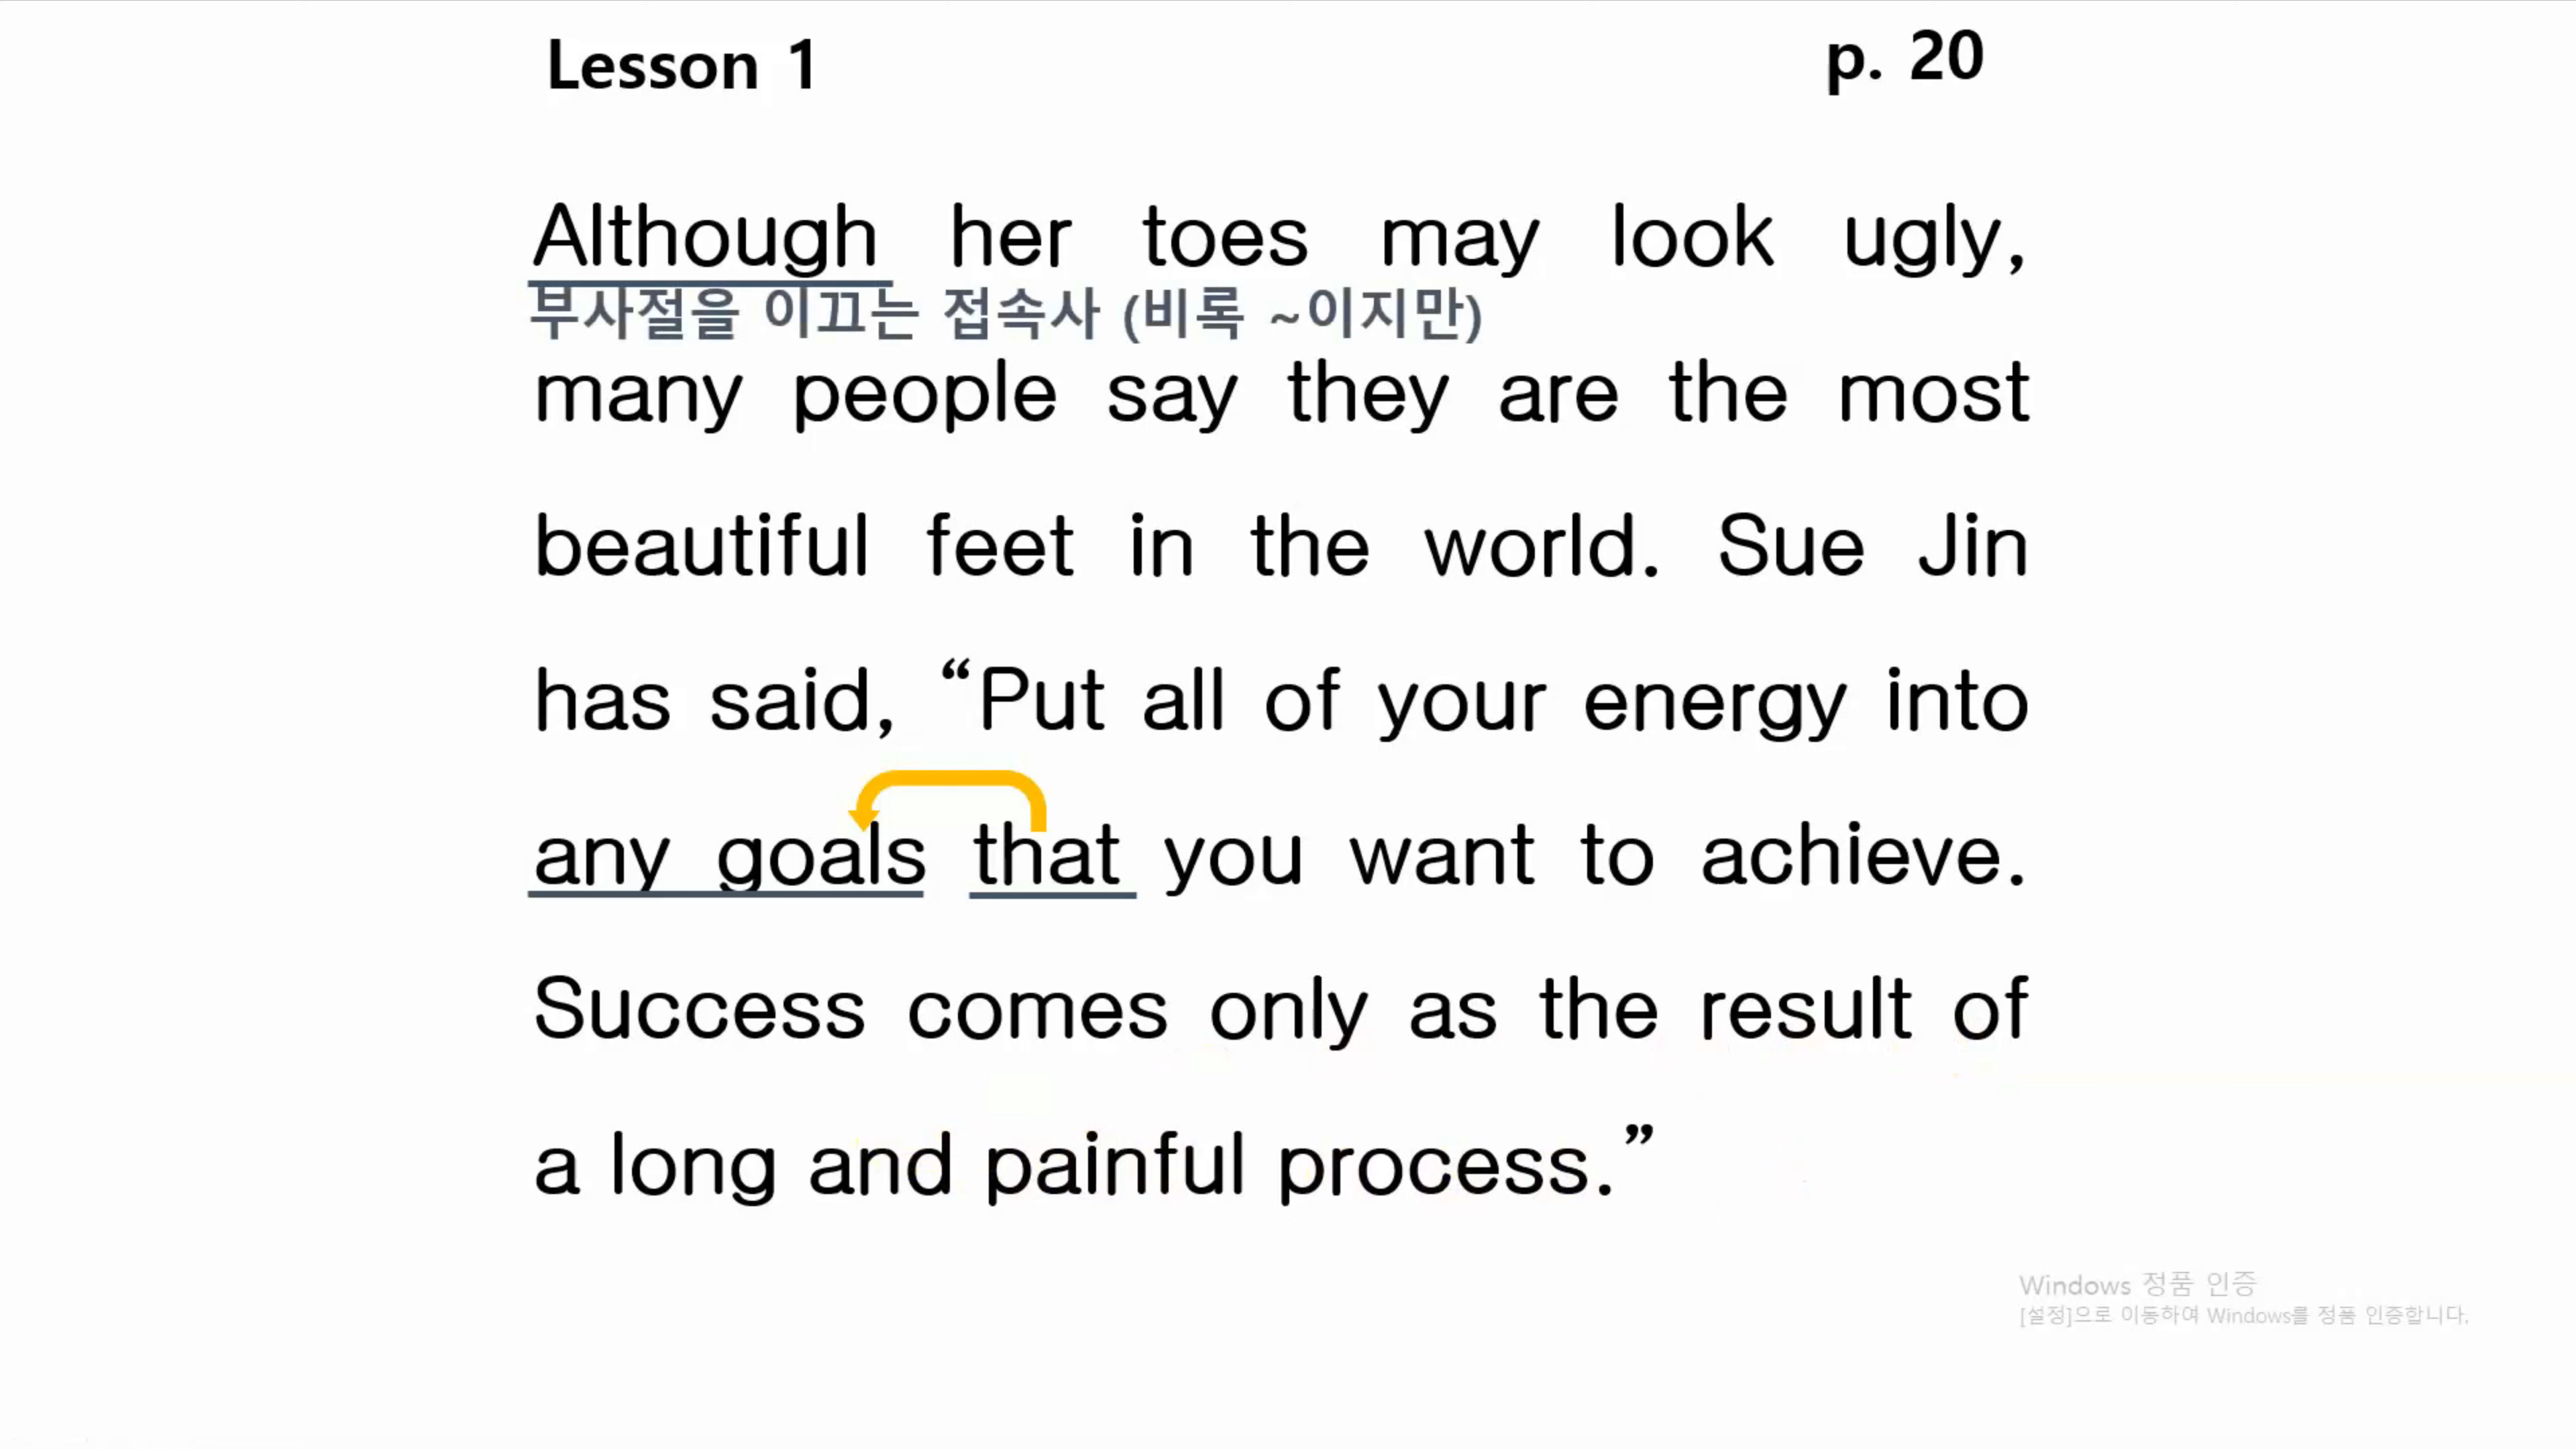 Lesson 1
p. 20
Although her toes may look ugly,
부사절을 이끄는 접속사 (비록 ~이지만)
many people say they are the most
beautiful feet in the world. Sue Jin
has said, “Put all of your energy into
any goals that you want to achieve.
Success comes only as the result of
a long and painful process.”
Windows 정품 인증
[설정]으로 이동하여 Windows를 정품 인증합니다.